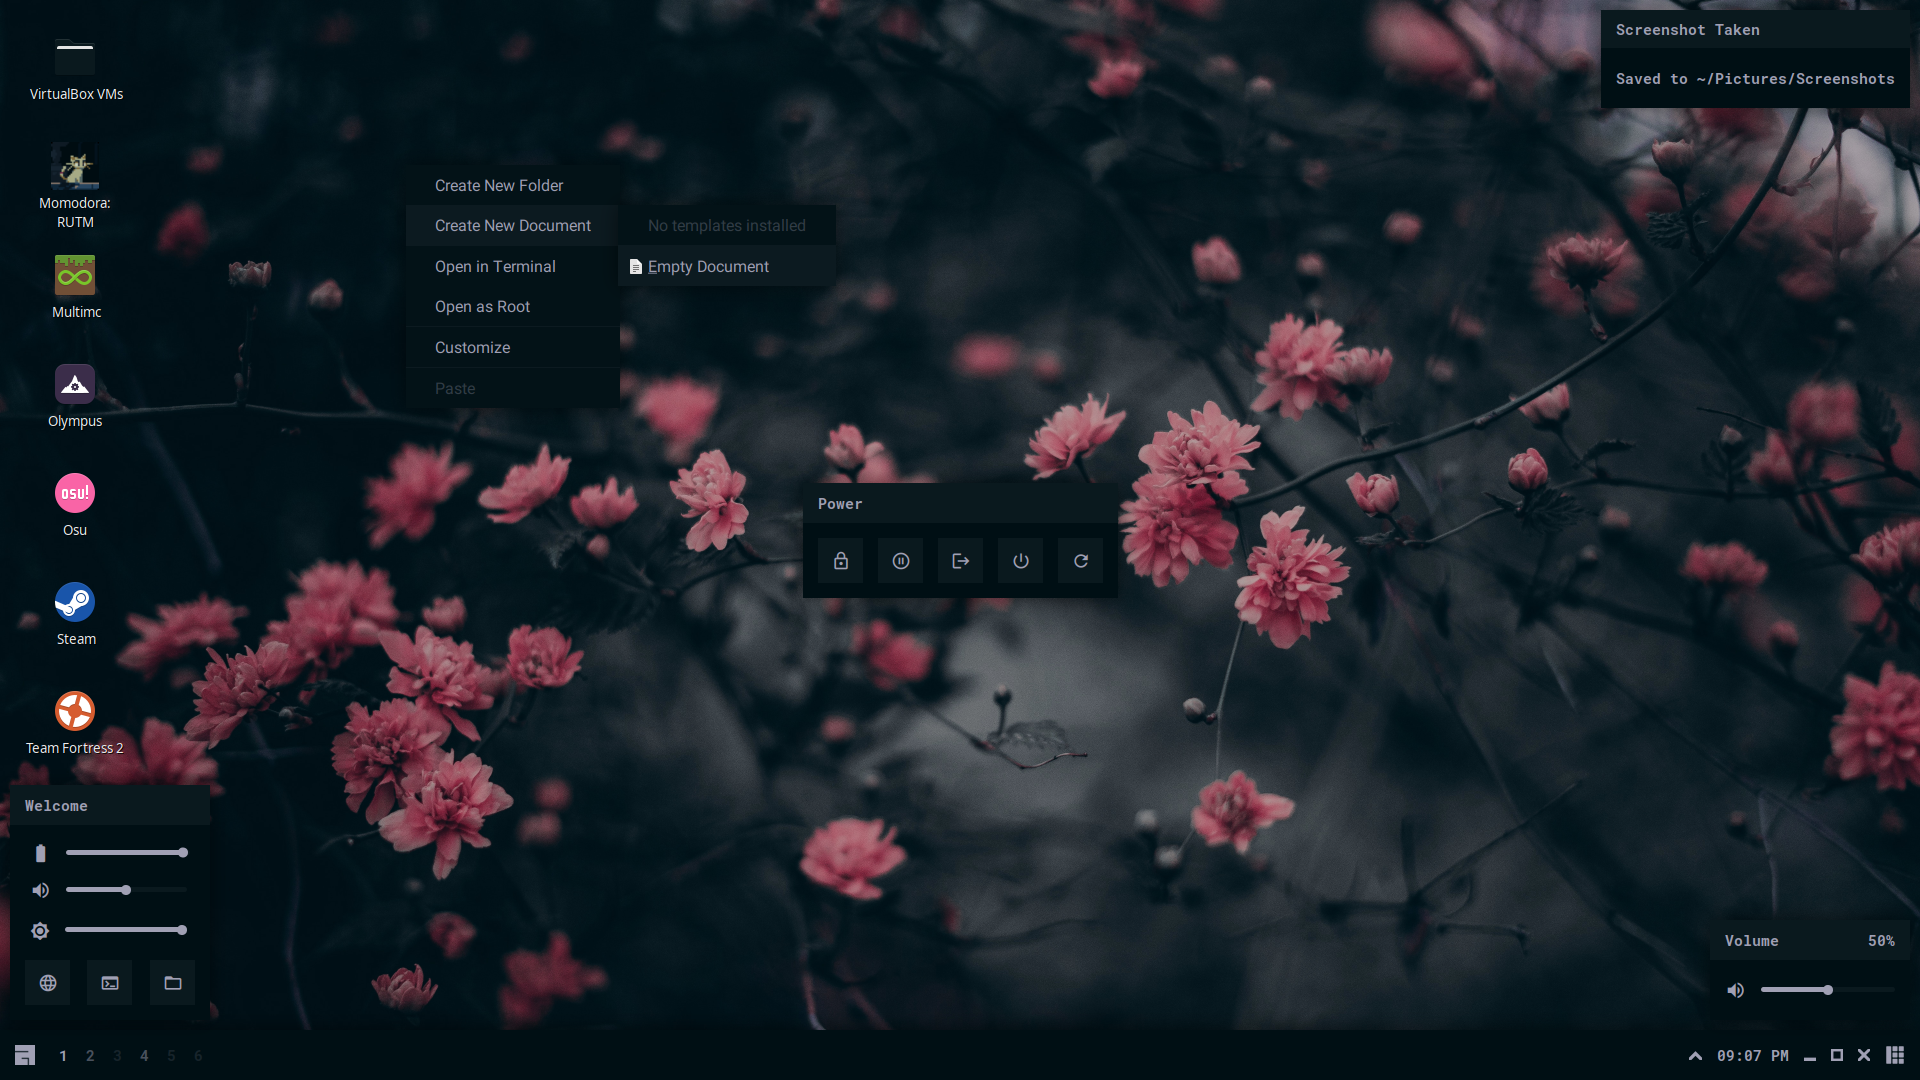 VirtualBox VMs
Momodora:
RUTM
Multimc
Olympus
osu!
Osu
Steam
Team Fortress 2
Create New Folder
Create New Document
Open in Terminal
Open as Root
Customize
Paste
No templates installed
Empty Document
Screenshot Taken
Saved to ~/Pictures/Screenshots
Power
Welcome
Volume 50%
1 2 3 4 5 6
09:07 PM